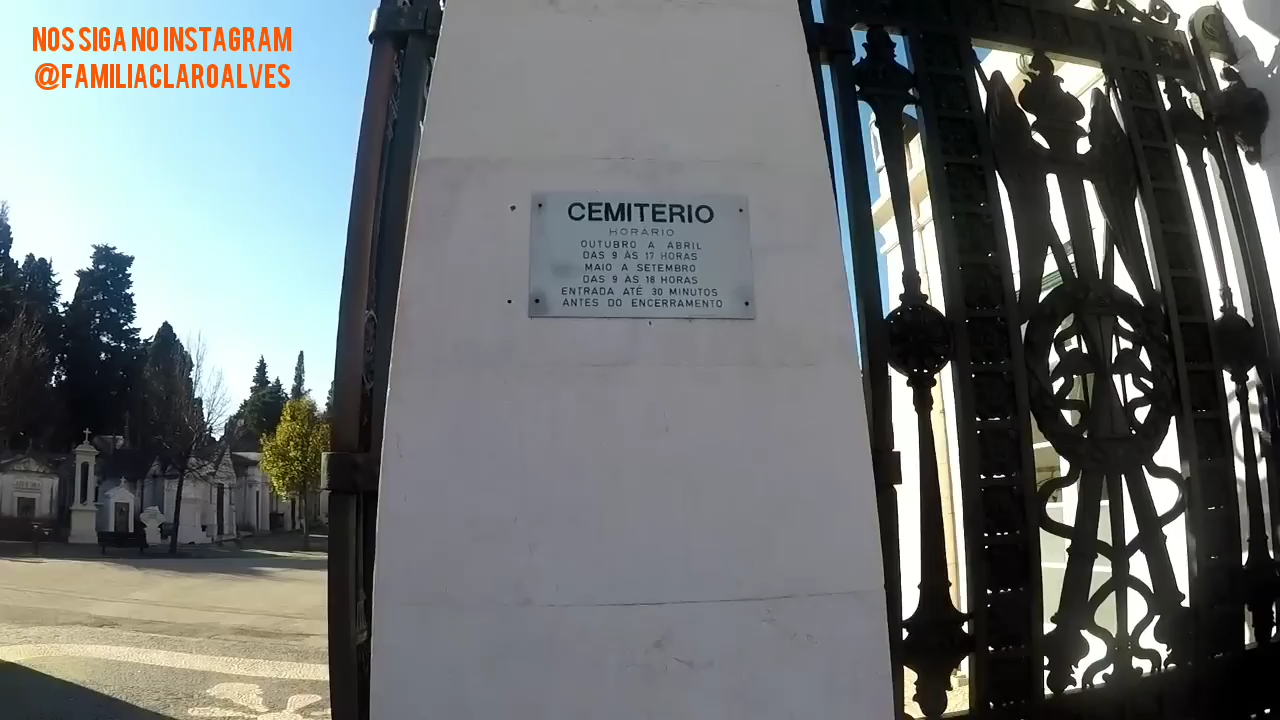 NOS SIGA NO INSTAGRAM
@FAMILIACLAROALVES
CEMITERIO
HORÁRIO
OUTUBRO A ABRIL
DAS 9 ÀS 17 HORAS
MAIO A SETEMBRO
DAS 9 ÀS 18 HORAS
ENTRADA ATÉ 30 MINUTOS
ANTES DO ENCERRAMENTO